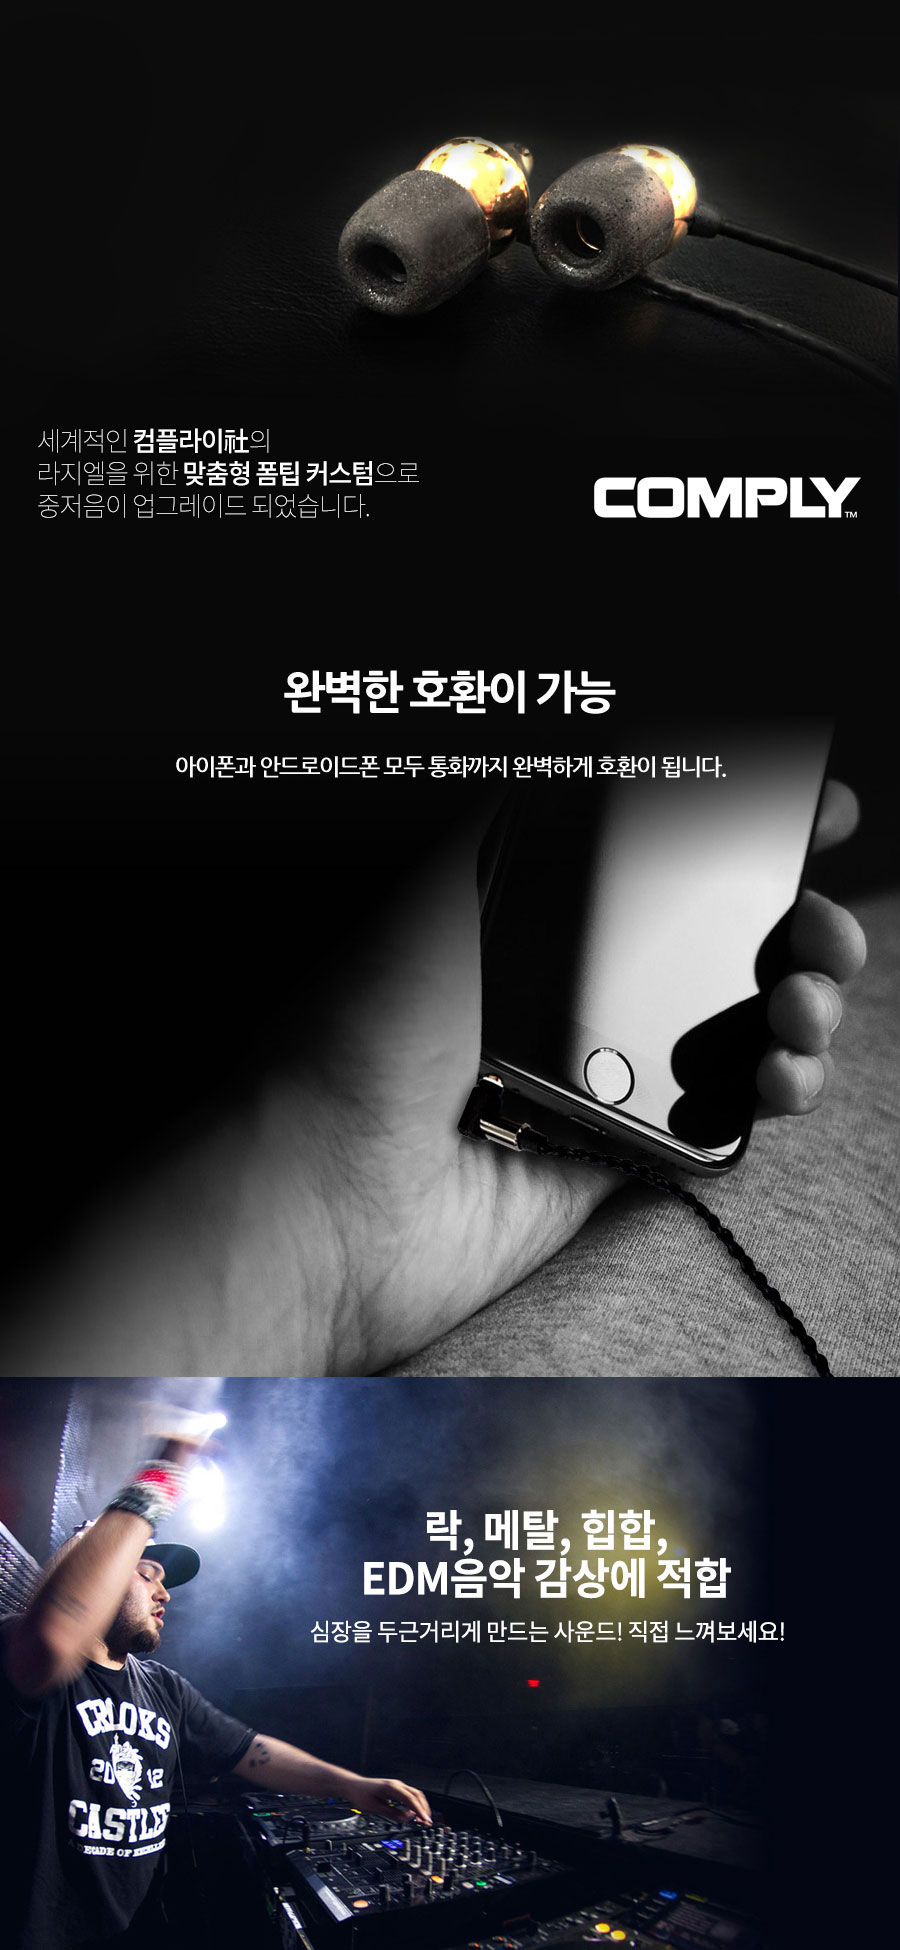 세계적인 컴플라이社의
라지엘을 위한 맞춤형 폼팁 커스텀으로
중저음이 업그레이드 되었습니다.
COMPLY™
완벽한 호환이 가능
아이폰과 안드로이드폰 모두 통화까지 완벽하게 호환이 됩니다.
락, 메탈, 힙합,
EDM음악 감상에 적합
심장을 두근거리게 만드는 사운드! 직접 느껴보세요!
CROOKS
2012
CASTLES